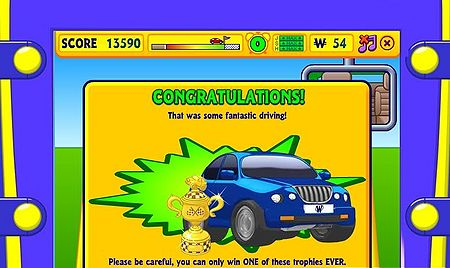 SCORE 13590 ₩ 54
CONGRATULATIONS!
That was some fantastic driving!
W
Please be careful, you can only win ONE of these trophies EVER.